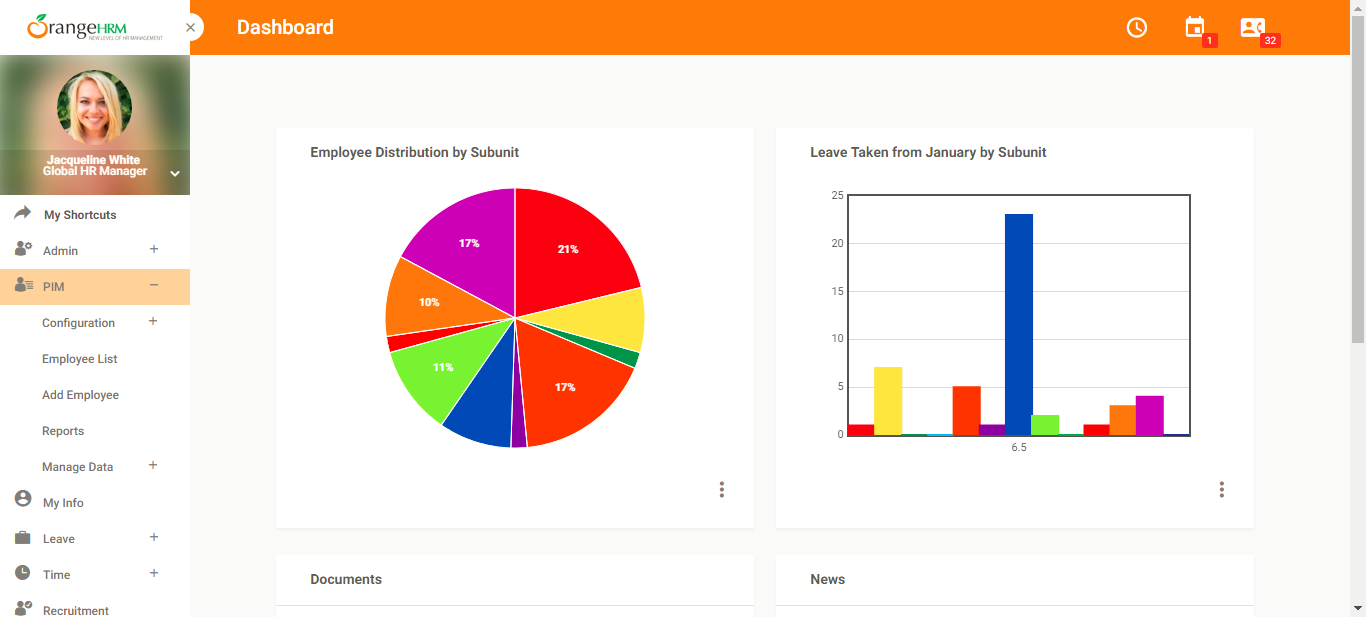 OrangeHRM
NEW LEVEL OF HR MANAGEMENT
Dashboard
1
32
Jacqueline White
Global HR Manager
My Shortcuts
Admin
PIM
Configuration
Employee List
Add Employee
Reports
Manage Data
My Info
Leave
Time
Recruitment
Employee Distribution by Subunit
17%
21%
10%
11%
17%
Leave Taken from January by Subunit
25
20
15
10
5
0
6.5
Documents
News